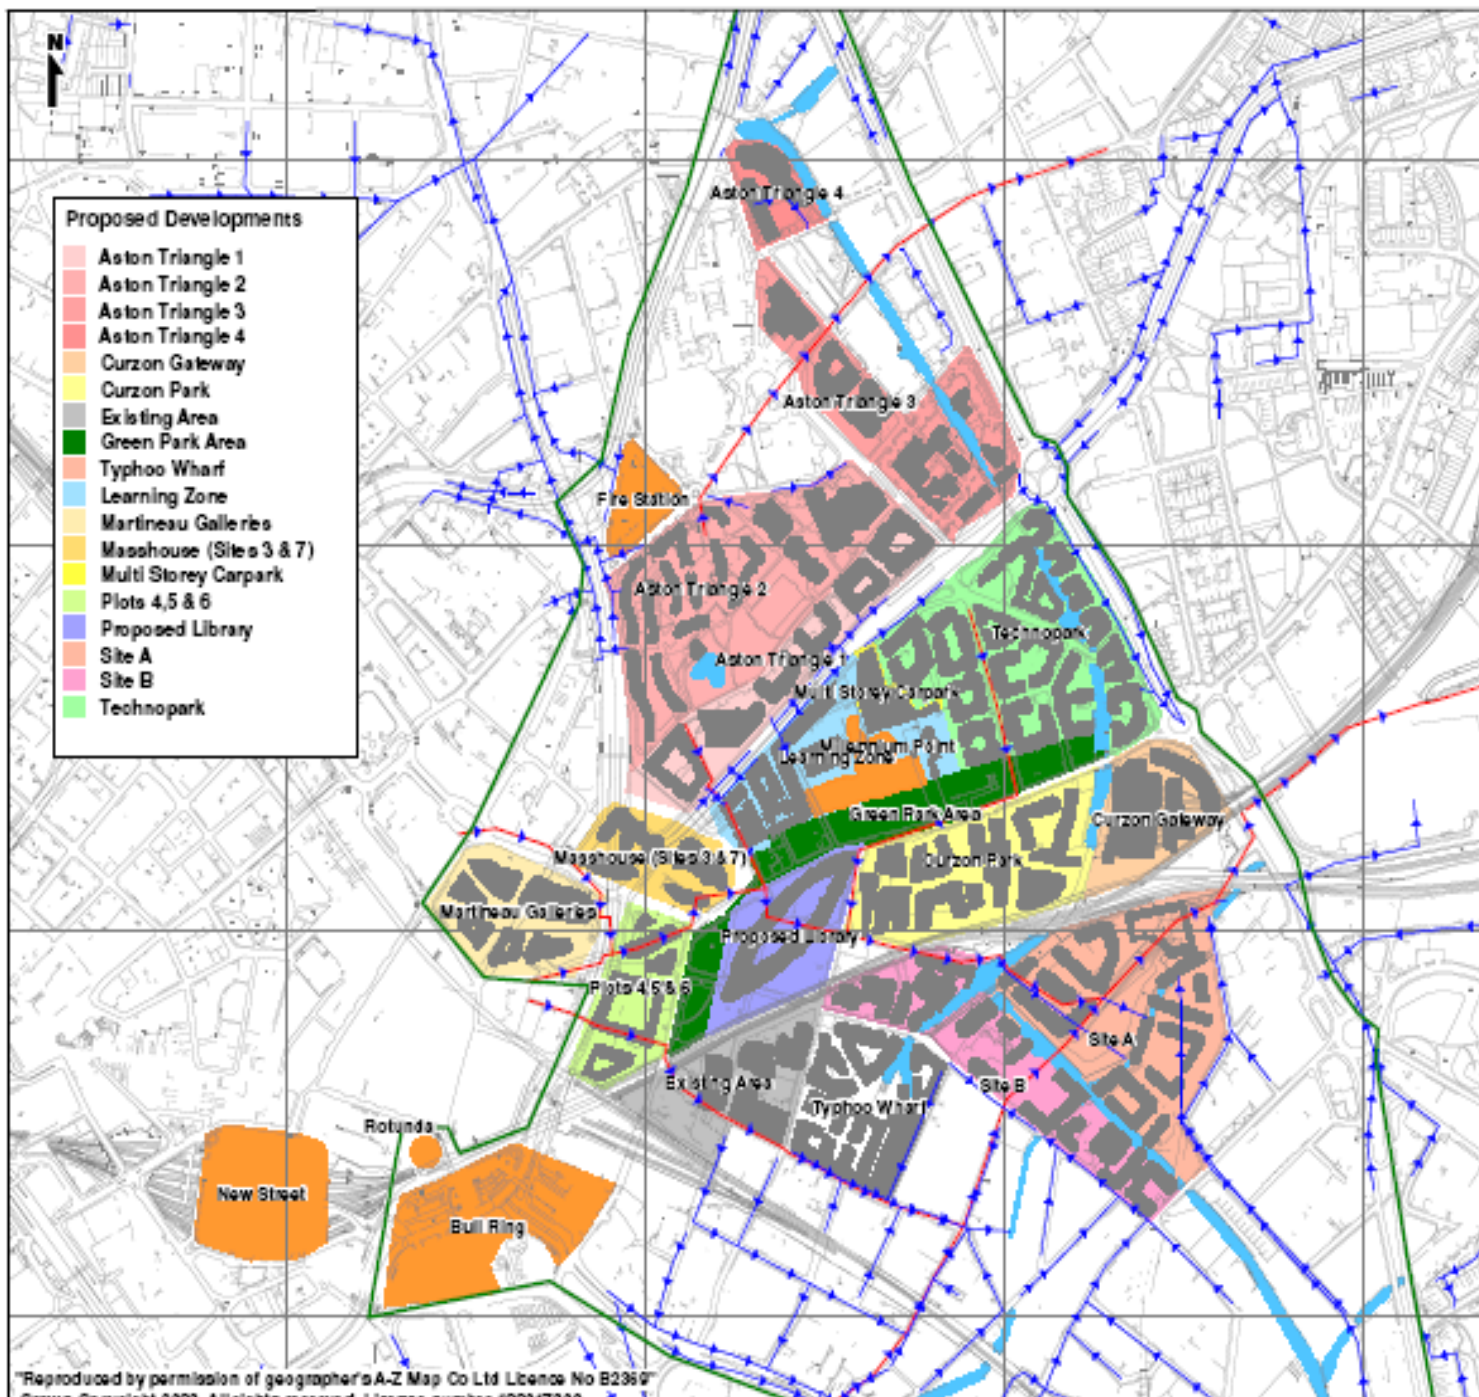 N
Proposed Developments
Aston Triangle 1
Aston Triangle 2
Aston Triangle 3
Aston Triangle 4
Curzon Gateway
Curzon Park
Existing Area
Green Park Area
Typhoo Wharf
Learning Zone
Martineau Galleries
Masshouse (Sites 3 & 7)
Multi Storey Carpark
Plots 4,5 & 6
Proposed Library
Site A
Site B
Technopark
Aston Triangle 4
Aston Triangle 3
Fire Station
Aston Triangle 2
Technopark
Aston Triangle 1
Multi Storey Carpark
Millennium Point
Learning Zone
Green Park Area
Curzon Gateway
Masshouse (Sites 3 & 7)
Curzon Park
Martineau Galleries
Proposed Library
Plots 4,5 & 6
Site A
Existing Area
Site B
Typhoo Wharf
Rotunda
New Street
Bull Ring
"Reproduced by permission of geographer's A-Z Map Co Ltd Licence No B2369"